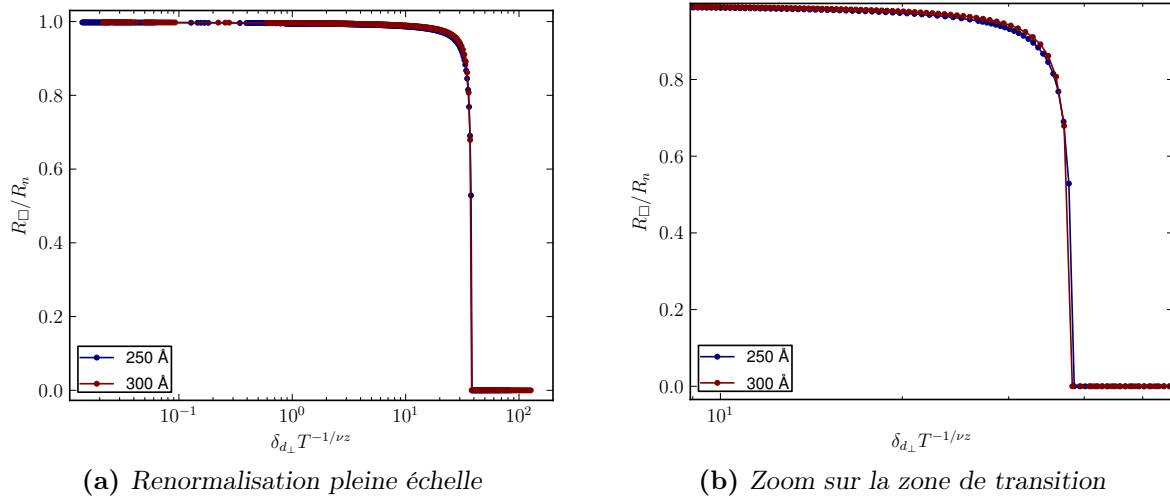 1.0
0.8
0.6
0.4
0.2
0.0
R□/Rn
250 Å
300 Å
10⁻¹ 10⁰ 10¹ 10²
δd⊥T⁻¹/νz
(a) Renormalisation pleine échelle
0.8
0.6
0.4
0.2
0.0
R□/Rn
250 Å
300 Å
10¹
δd⊥T⁻¹/νz
(b) Zoom sur la zone de transition